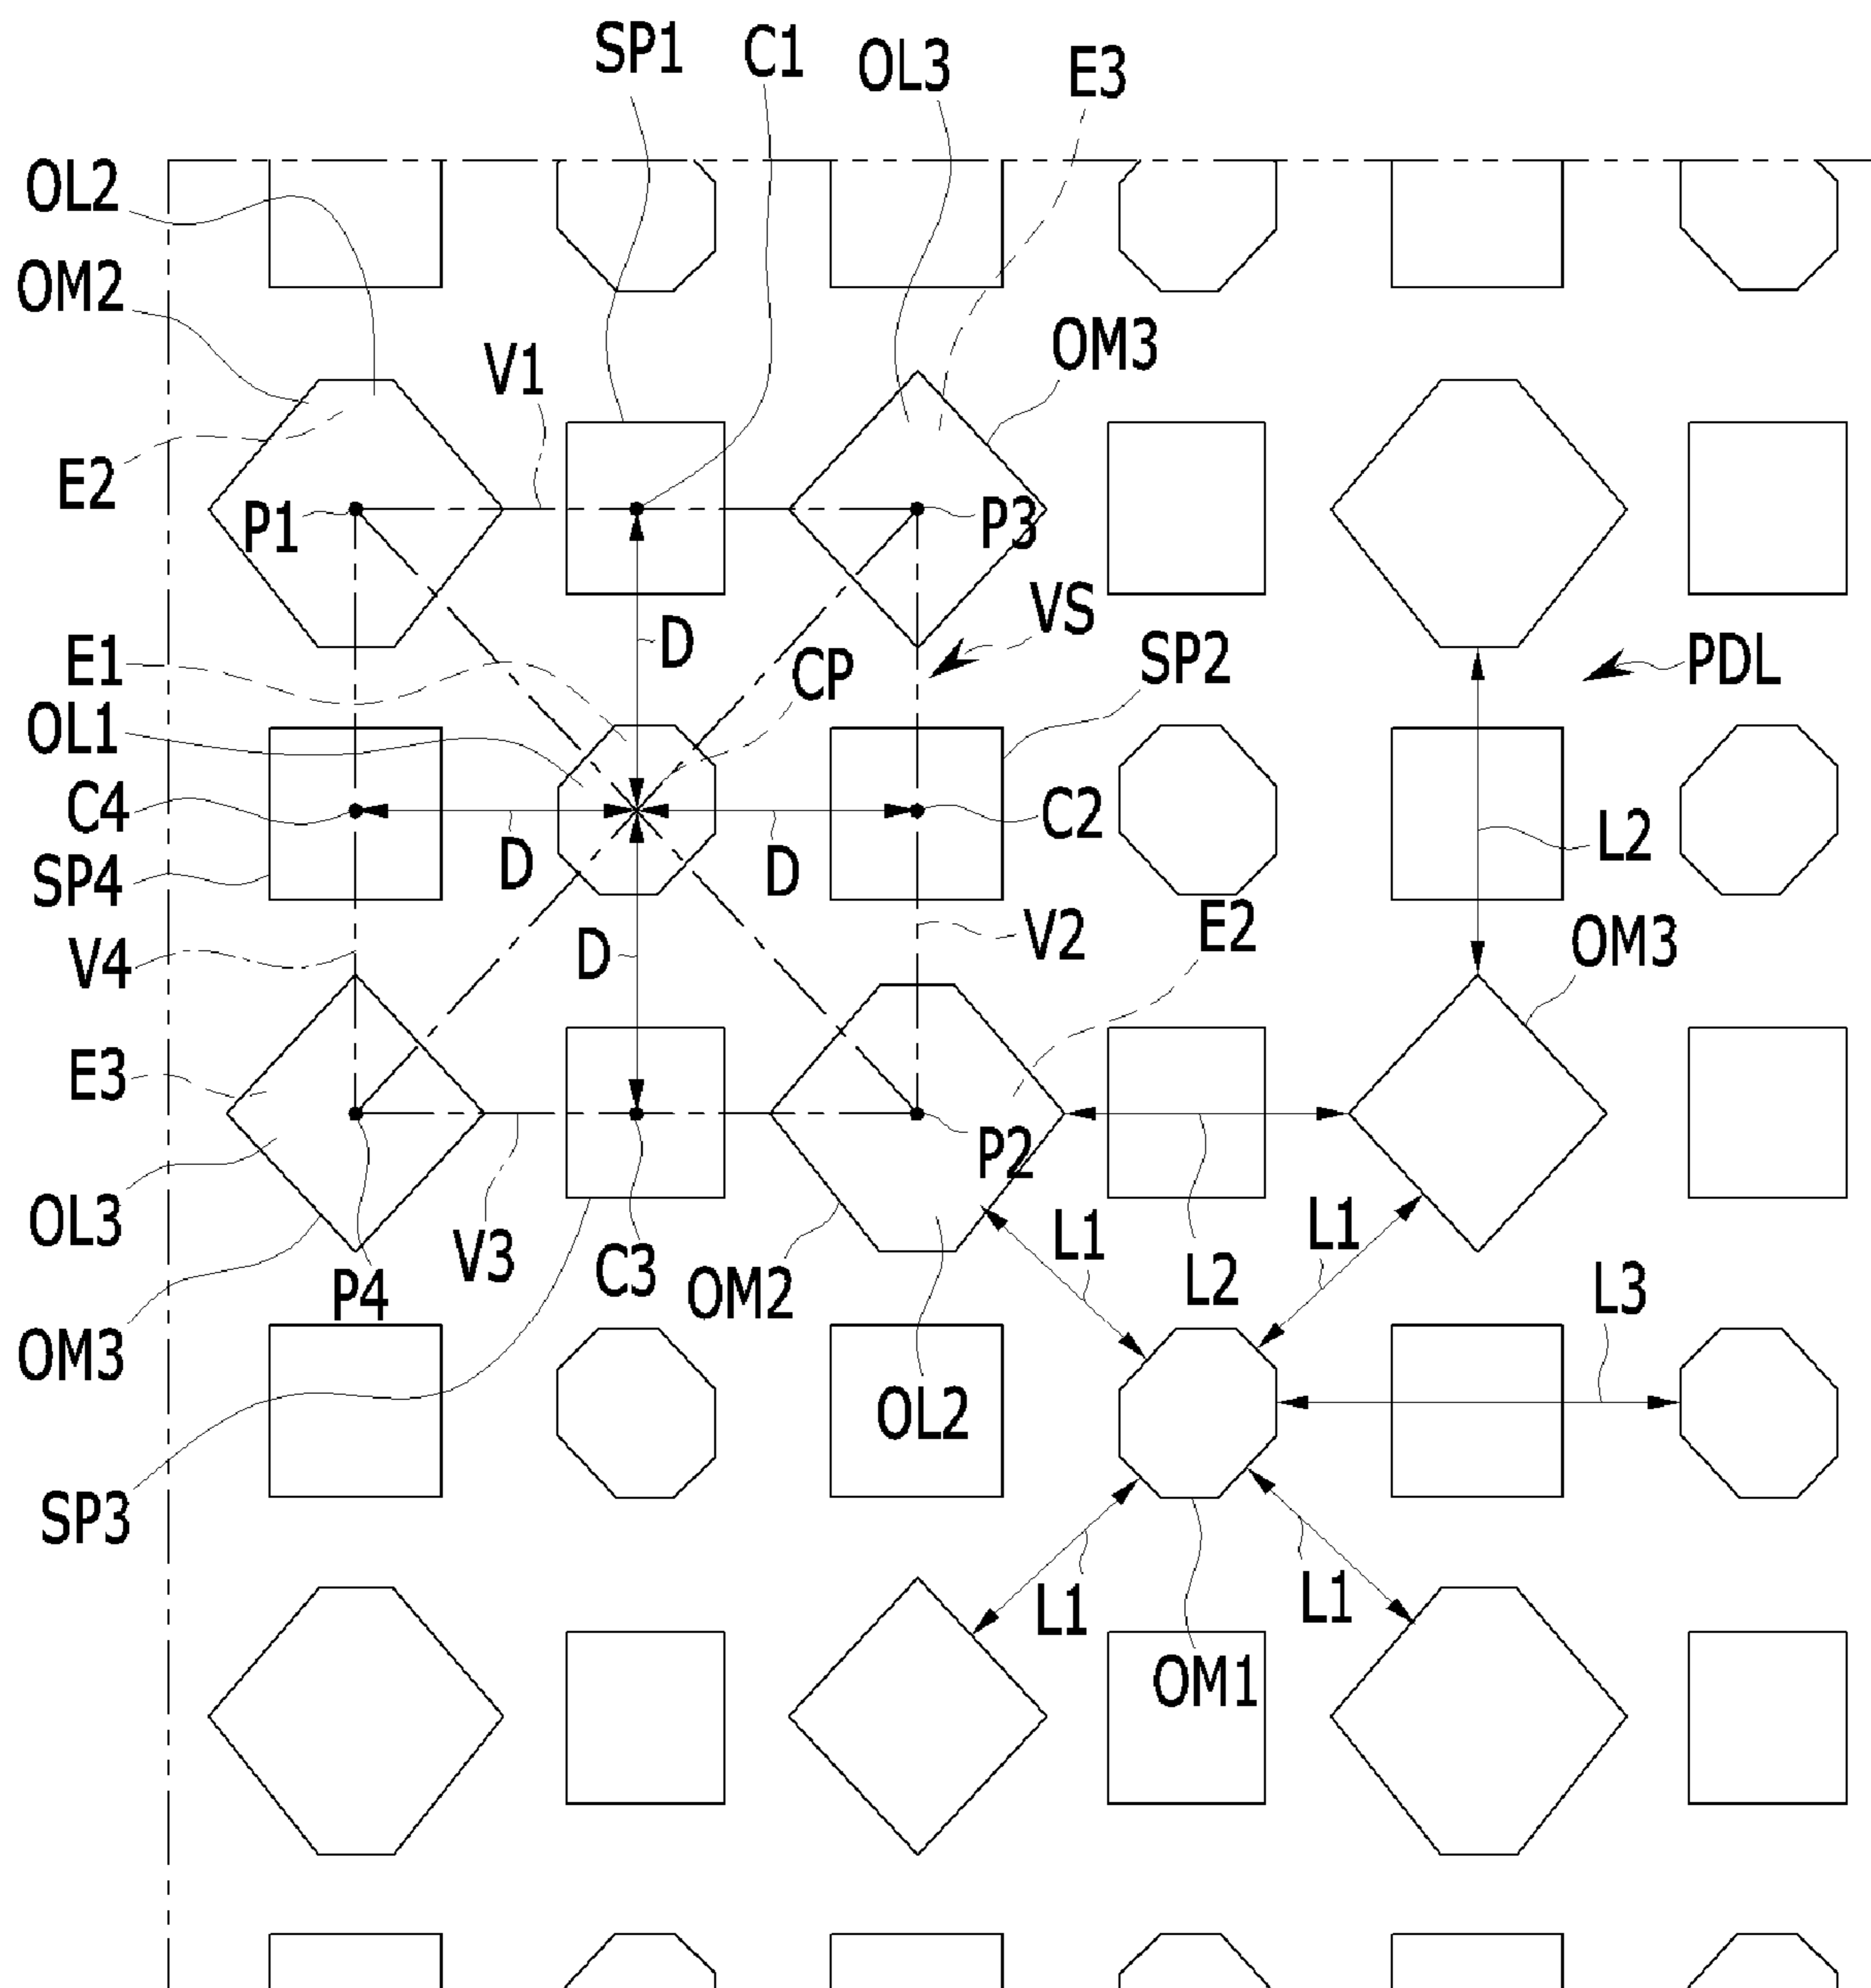 SP1
C1
OL3
E3
OL2
OM2
V1
OM3
E2
P1
P3
VS
D
E1
CP
SP2
PDL
OL1
C4
C2
L2
D
D
SP4
E2
V4
D
V2
OM3
E3
P2
OL3
V3
C3
L1
L1
P4
OM2
L2
L3
OM3
OL2
SP3
L1
L1
OM1